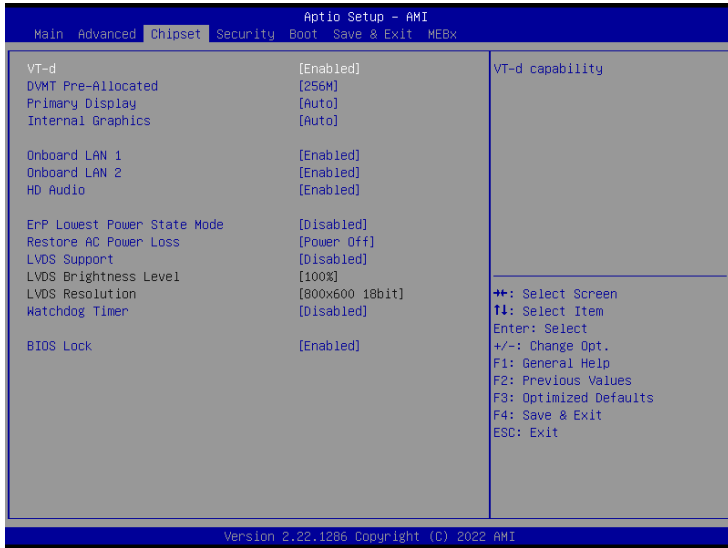 Aptio Setup – AMI
Main Advanced Chipset Security Boot Save & Exit MEBx
VT-d [Enabled]
DVMT Pre-Allocated [256M]
Primary Display [Auto]
Internal Graphics [Auto]
Onboard LAN 1 [Enabled]
Onboard LAN 2 [Enabled]
HD Audio [Enabled]
ErP Lowest Power State Mode [Disabled]
Restore AC Power Loss [Power Off]
LVDS Support [Disabled]
LVDS Brightness Level [100%]
LVDS Resolution [800x600 18bit]
Watchdog Timer [Disabled]
BIOS Lock [Enabled]
VT-d capability
→←: Select Screen
↑↓: Select Item
Enter: Select
+/-: Change Opt.
F1: General Help
F2: Previous Values
F3: Optimized Defaults
F4: Save & Exit
ESC: Exit
Version 2.22.1286 Copyright (C) 2022 AMI